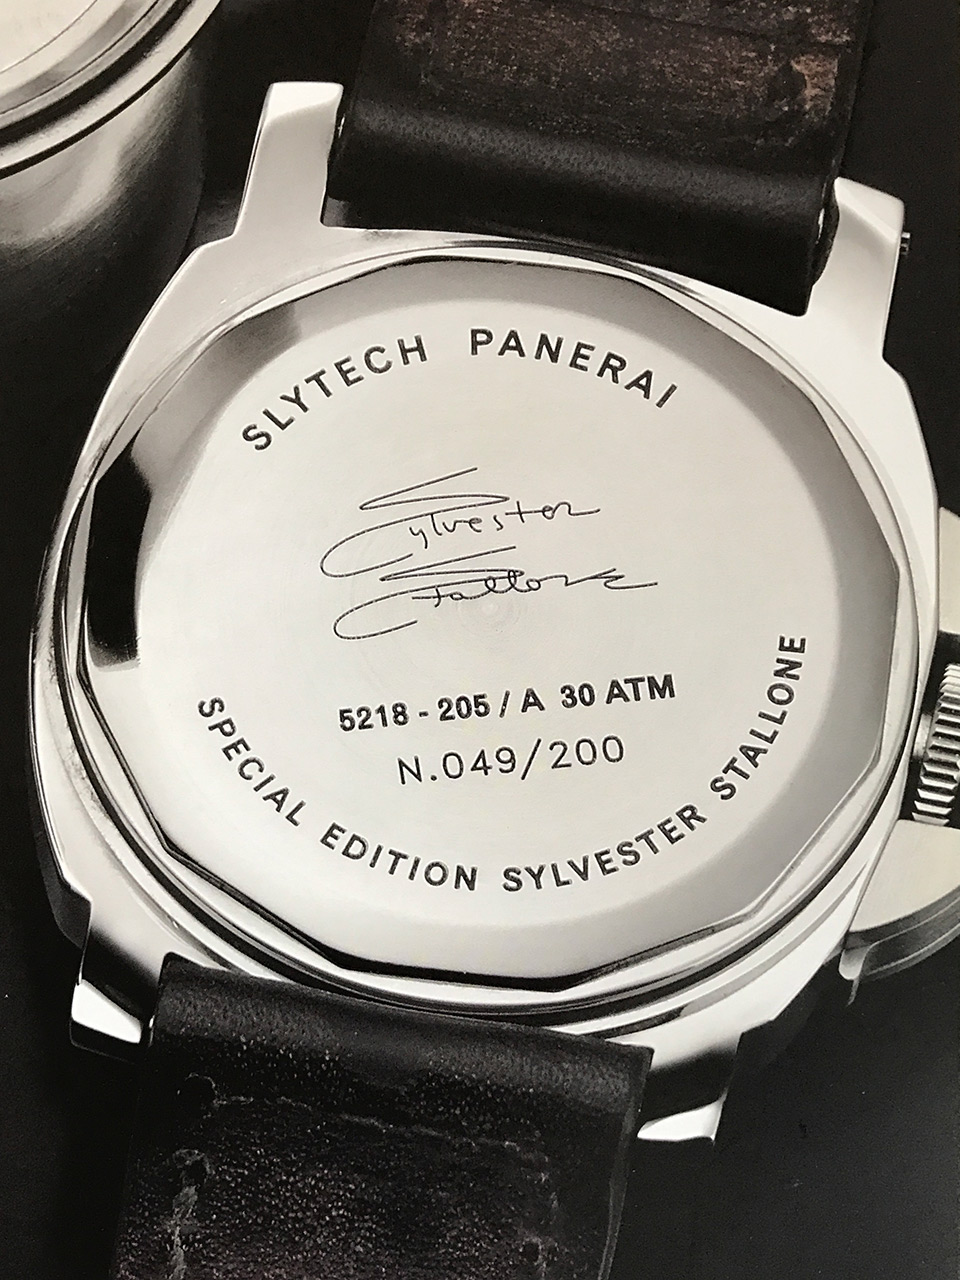 SLYTECH PANERAI
Sylvester
Stallone
5218 - 205 / A 30 ATM
N.049/200
SPECIAL EDITION SYLVESTER STALLONE